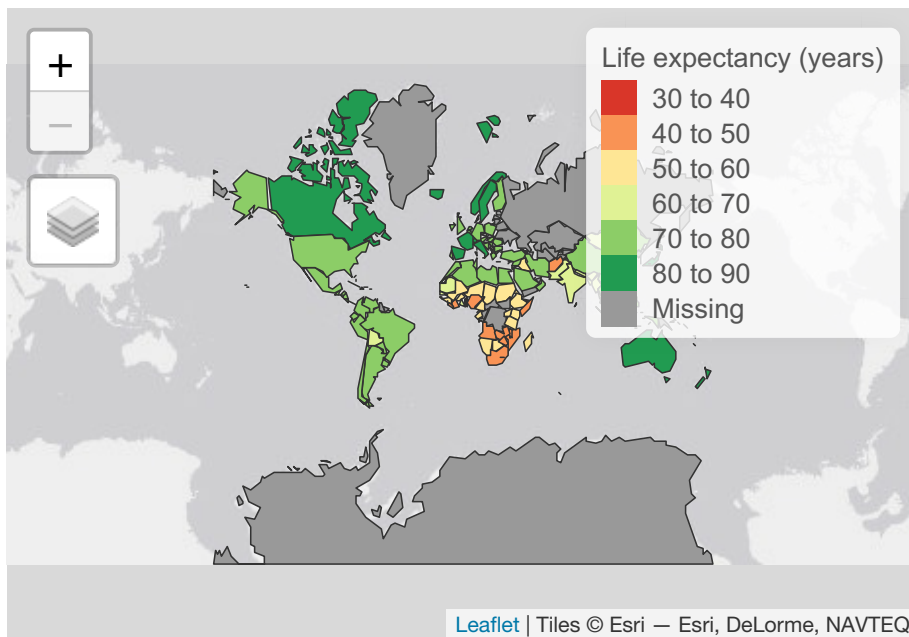 +
−
Life expectancy (years)
30 to 40
40 to 50
50 to 60
60 to 70
70 to 80
80 to 90
Missing
Leaflet | Tiles © Esri — Esri, DeLorme, NAVTEQ